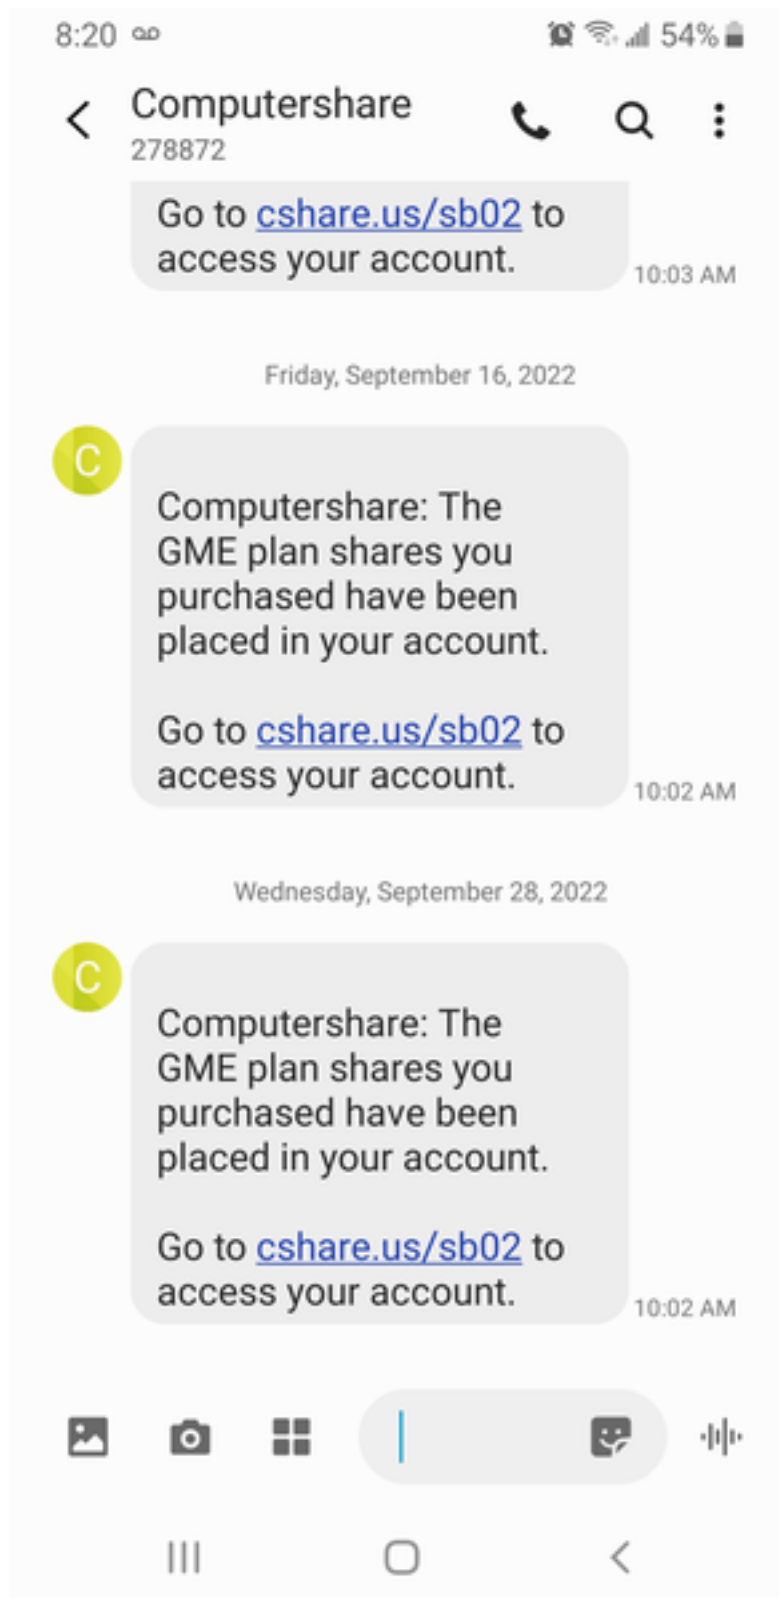 8:20 54%
Computershare
278872
Go to cshare.us/sb02 to
access your account.
10:03 AM
Friday, September 16, 2022
C
Computershare: The
GME plan shares you
purchased have been
placed in your account.
Go to cshare.us/sb02 to
access your account.
10:02 AM
Wednesday, September 28, 2022
C
Computershare: The
GME plan shares you
purchased have been
placed in your account.
Go to cshare.us/sb02 to
access your account.
10:02 AM